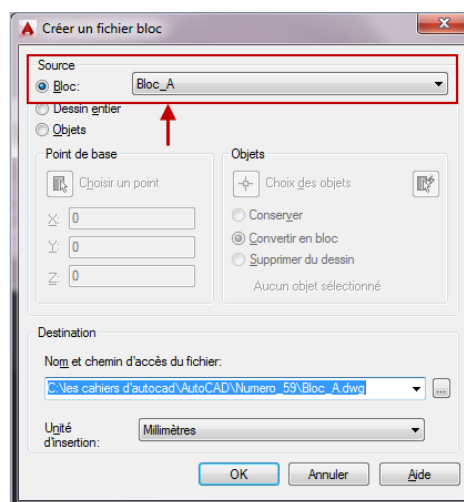 Créer un fichier bloc
Source
Bloc:
Bloc_A
Dessin entier
Objets
Point de base
Choisir un point
X: 0
Y: 0
Z: 0
Objets
Choix des objets
Conserver
Convertir en bloc
Supprimer du dessin
Aucun objet sélectionné
Destination
Nom et chemin d'accès du fichier:
C:\les cahiers d'autocad\AutoCAD\Numero_59\Bloc_A.dwg
...
Unité
d'insertion:
Millimètres
OK Annuler Aide